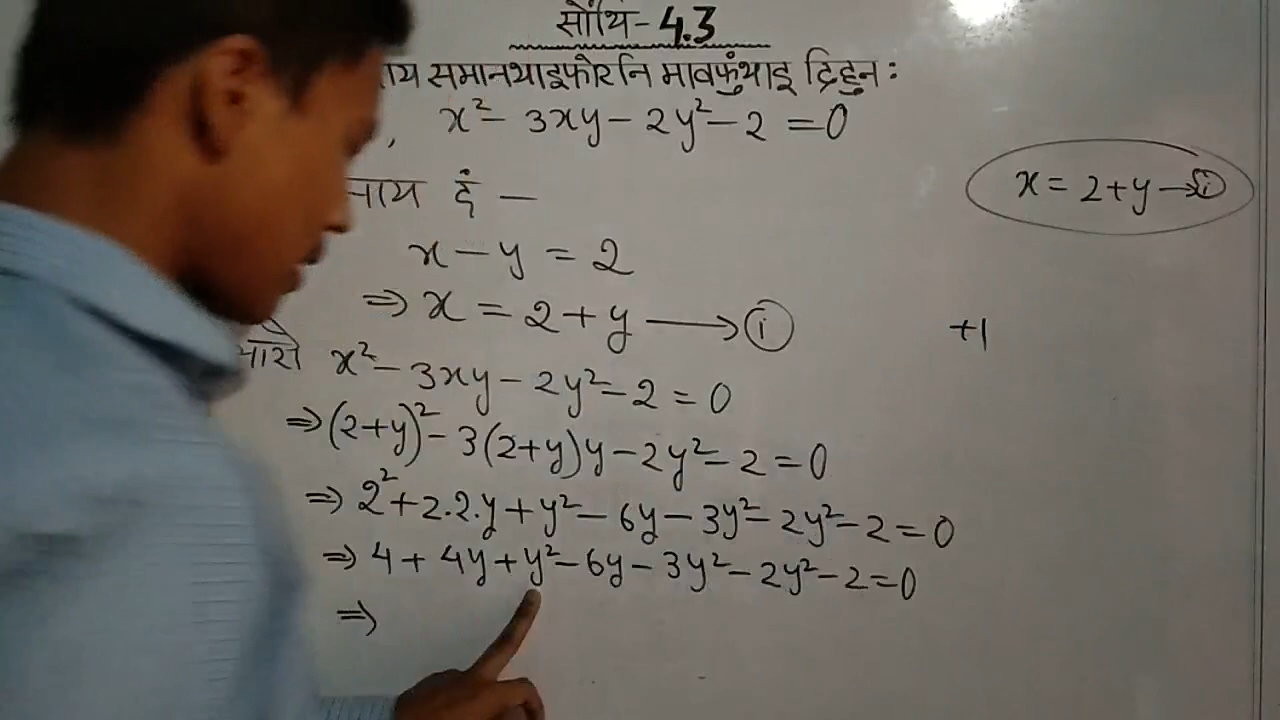 सोंथि-4.3
समानथाइफोरनि मावफुंथाइ दिहुन :
, x² - 3xy - 2y² - 2 = 0
दं —
x - y = 2
⇒ x = 2 + y ⟶ (i)
x² - 3xy - 2y² - 2 = 0
⇒ (2+y)² - 3(2+y)y - 2y² - 2 = 0
⇒ 2² + 2.2.y + y² - 6y - 3y² - 2y² - 2 = 0
⇒ 4 + 4y + y² - 6y - 3y² - 2y² - 2 = 0
⇒
x = 2 + y → (i)
+1